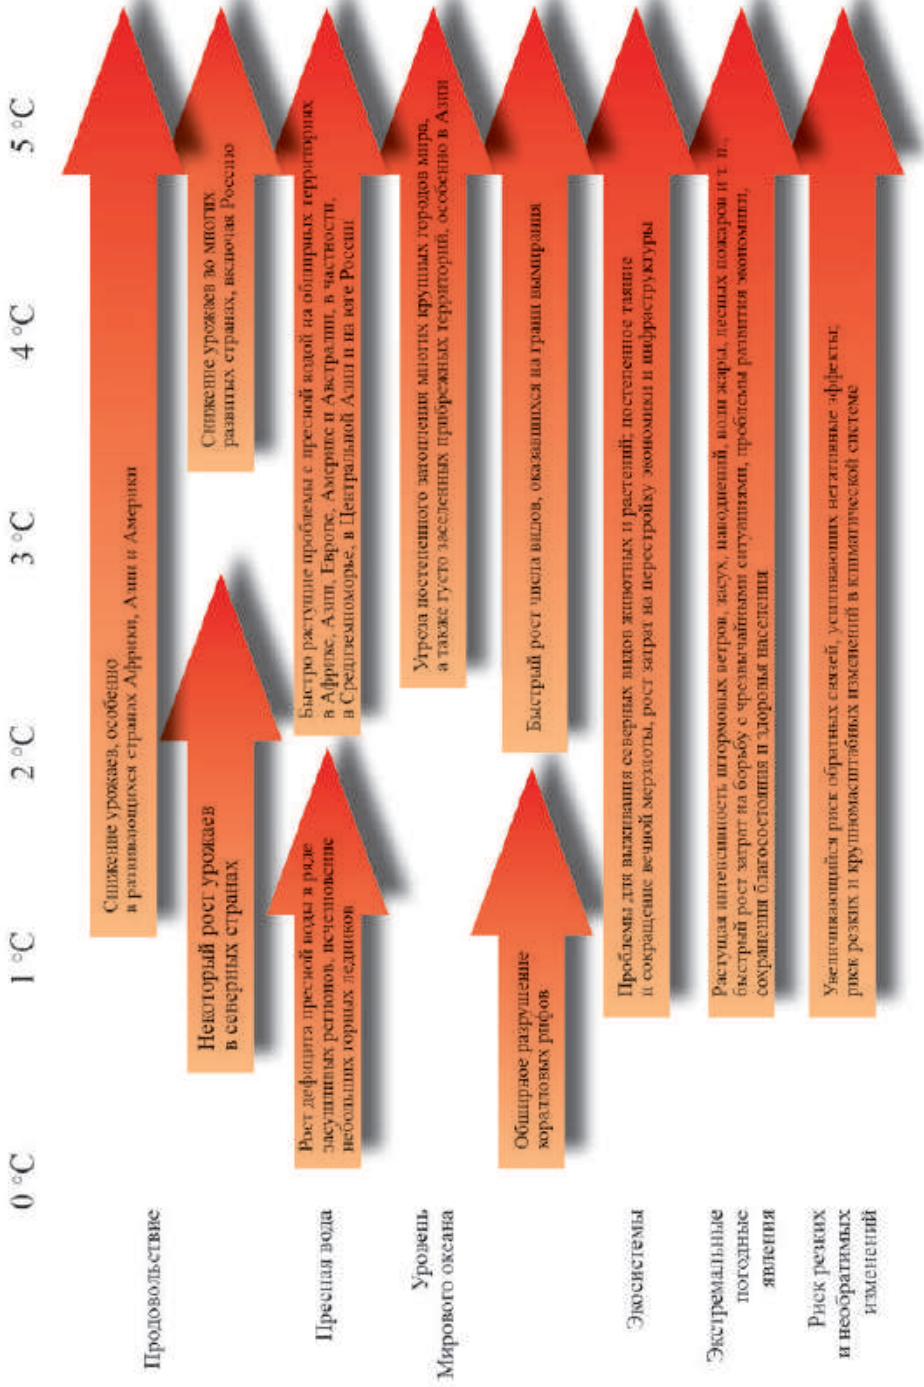 0 °C 1 °C 2 °C 3 °C 4 °C 5 °C
Продовольствие
Снижение урожаев, особенно
в развивающихся странах Африки, Азии и Америки
Некоторый рост урожаев
в северных странах
Снижение урожаев во многих
развитых странах, включая Россию
Пресная вода
Рост дефицита пресной воды в ряде
засушливых регионов, исчезновение
небольших горных ледников
Быстро растущие проблемы с пресной водой на обширных территориях
в Африке, Азии, Европе, Америке и Австралии, в частности,
в Средиземноморье, в Центральной Азии и на юге России
Уровень
Мирового океана
Угроза постепенного затопления многих крупных городов мира,
а также густо заселенных прибрежных территорий, особенно в Азии
Обширное разрушение
коралловых рифов
Быстрый рост числа видов, оказавшихся на грани вымирания
Экосистемы
Проблемы для выживания северных видов животных и растений; постепенное таяние
и сокращение вечной мерзлоты, рост затрат на перестройку экономики и инфраструктуры
Экстремальные
погодные
явления
Растущая интенсивность штормовых ветров, засух, наводнений, волн жары, лесных пожаров и т. п.,
быстрый рост затрат на борьбу с чрезвычайными ситуациями, проблемы развития экономики,
сохранения благосостояния и здоровья населения
Риск резких
и необратимых
изменений
Увеличивающийся риск обратных связей, усиливающих негативные эффекты;
риск резких и крупномасштабных изменений в климатической системе